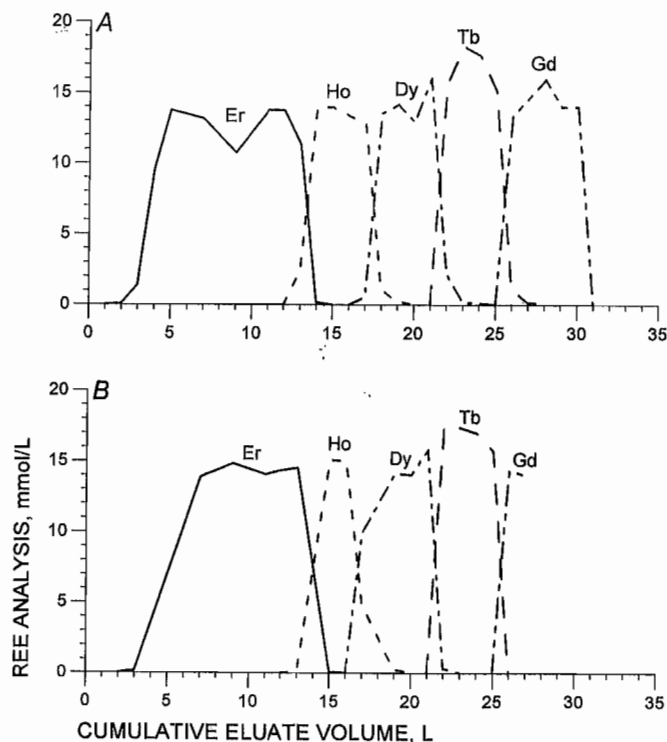 A
20
15
10
5
0
Er
Ho
Dy
Tb
Gd
0 5 10 15 20 25 30 35
B
20
15
10
5
0
Er
Ho
Dy
Tb
Gd
0 5 10 15 20 25 30 35
REE ANALYSIS, mmol/L
CUMULATIVE ELUATE VOLUME, L